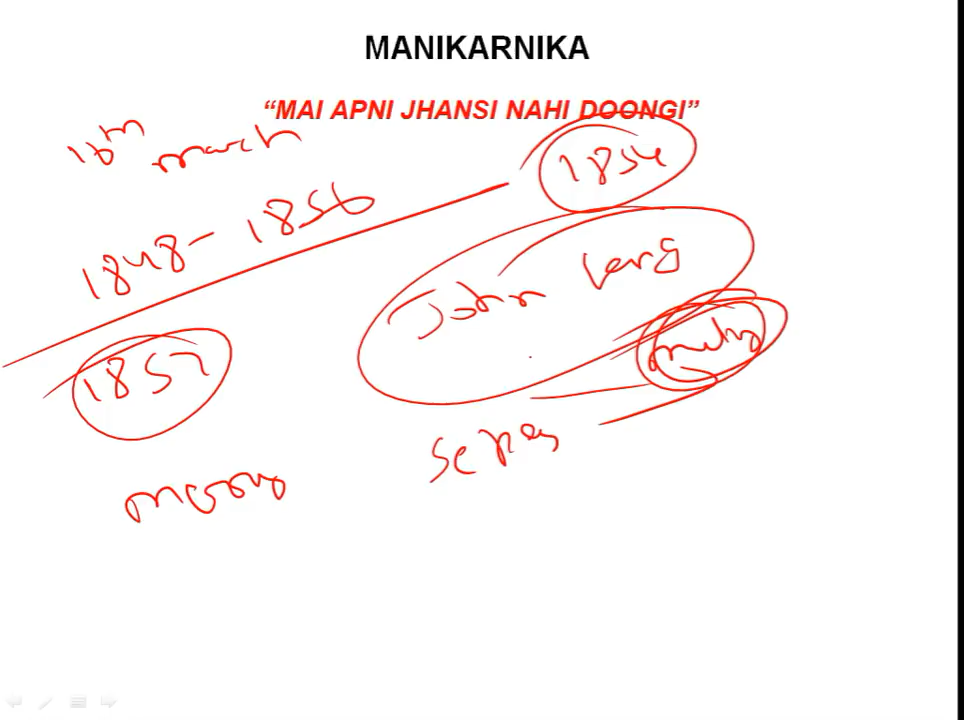 MANIKARNIKA
“MAI APNI JHANSI NAHI DOONGI”
march
1854
1848-1856
John Lang
1857
Sepoy